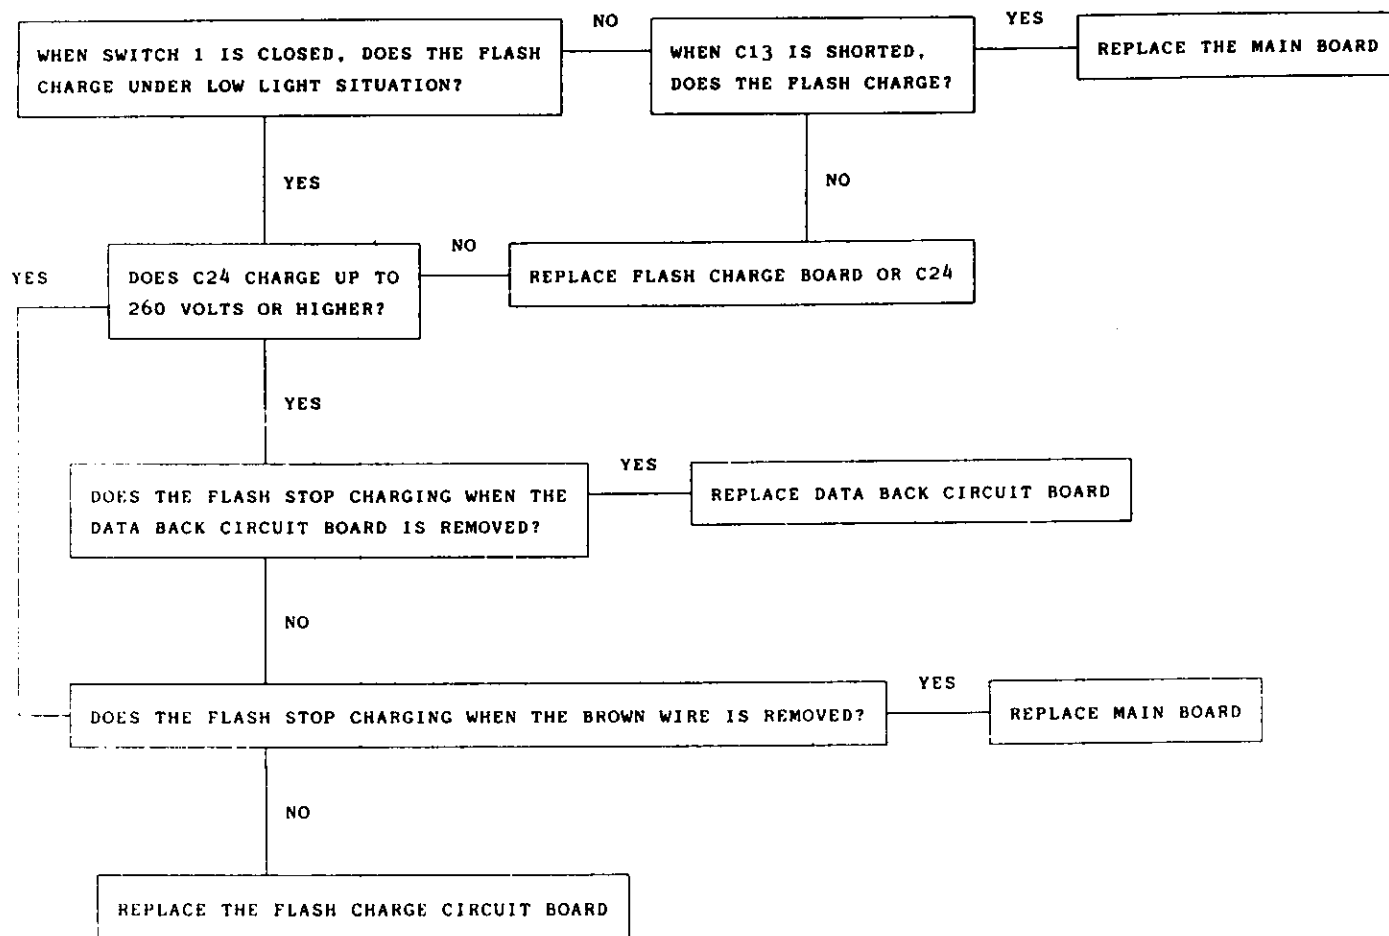 NO
YES
WHEN SWITCH 1 IS CLOSED, DOES THE FLASH
CHARGE UNDER LOW LIGHT SITUATION?
WHEN C13 IS SHORTED,
DOES THE FLASH CHARGE?
REPLACE THE MAIN BOARD
YES
NO
YES
DOES C24 CHARGE UP TO
260 VOLTS OR HIGHER?
NO
REPLACE FLASH CHARGE BOARD OR C24
YES
DOES THE FLASH STOP CHARGING WHEN THE
DATA BACK CIRCUIT BOARD IS REMOVED?
YES
REPLACE DATA BACK CIRCUIT BOARD
NO
DOES THE FLASH STOP CHARGING WHEN THE BROWN WIRE IS REMOVED?
YES
REPLACE MAIN BOARD
NO
REPLACE THE FLASH CHARGE CIRCUIT BOARD